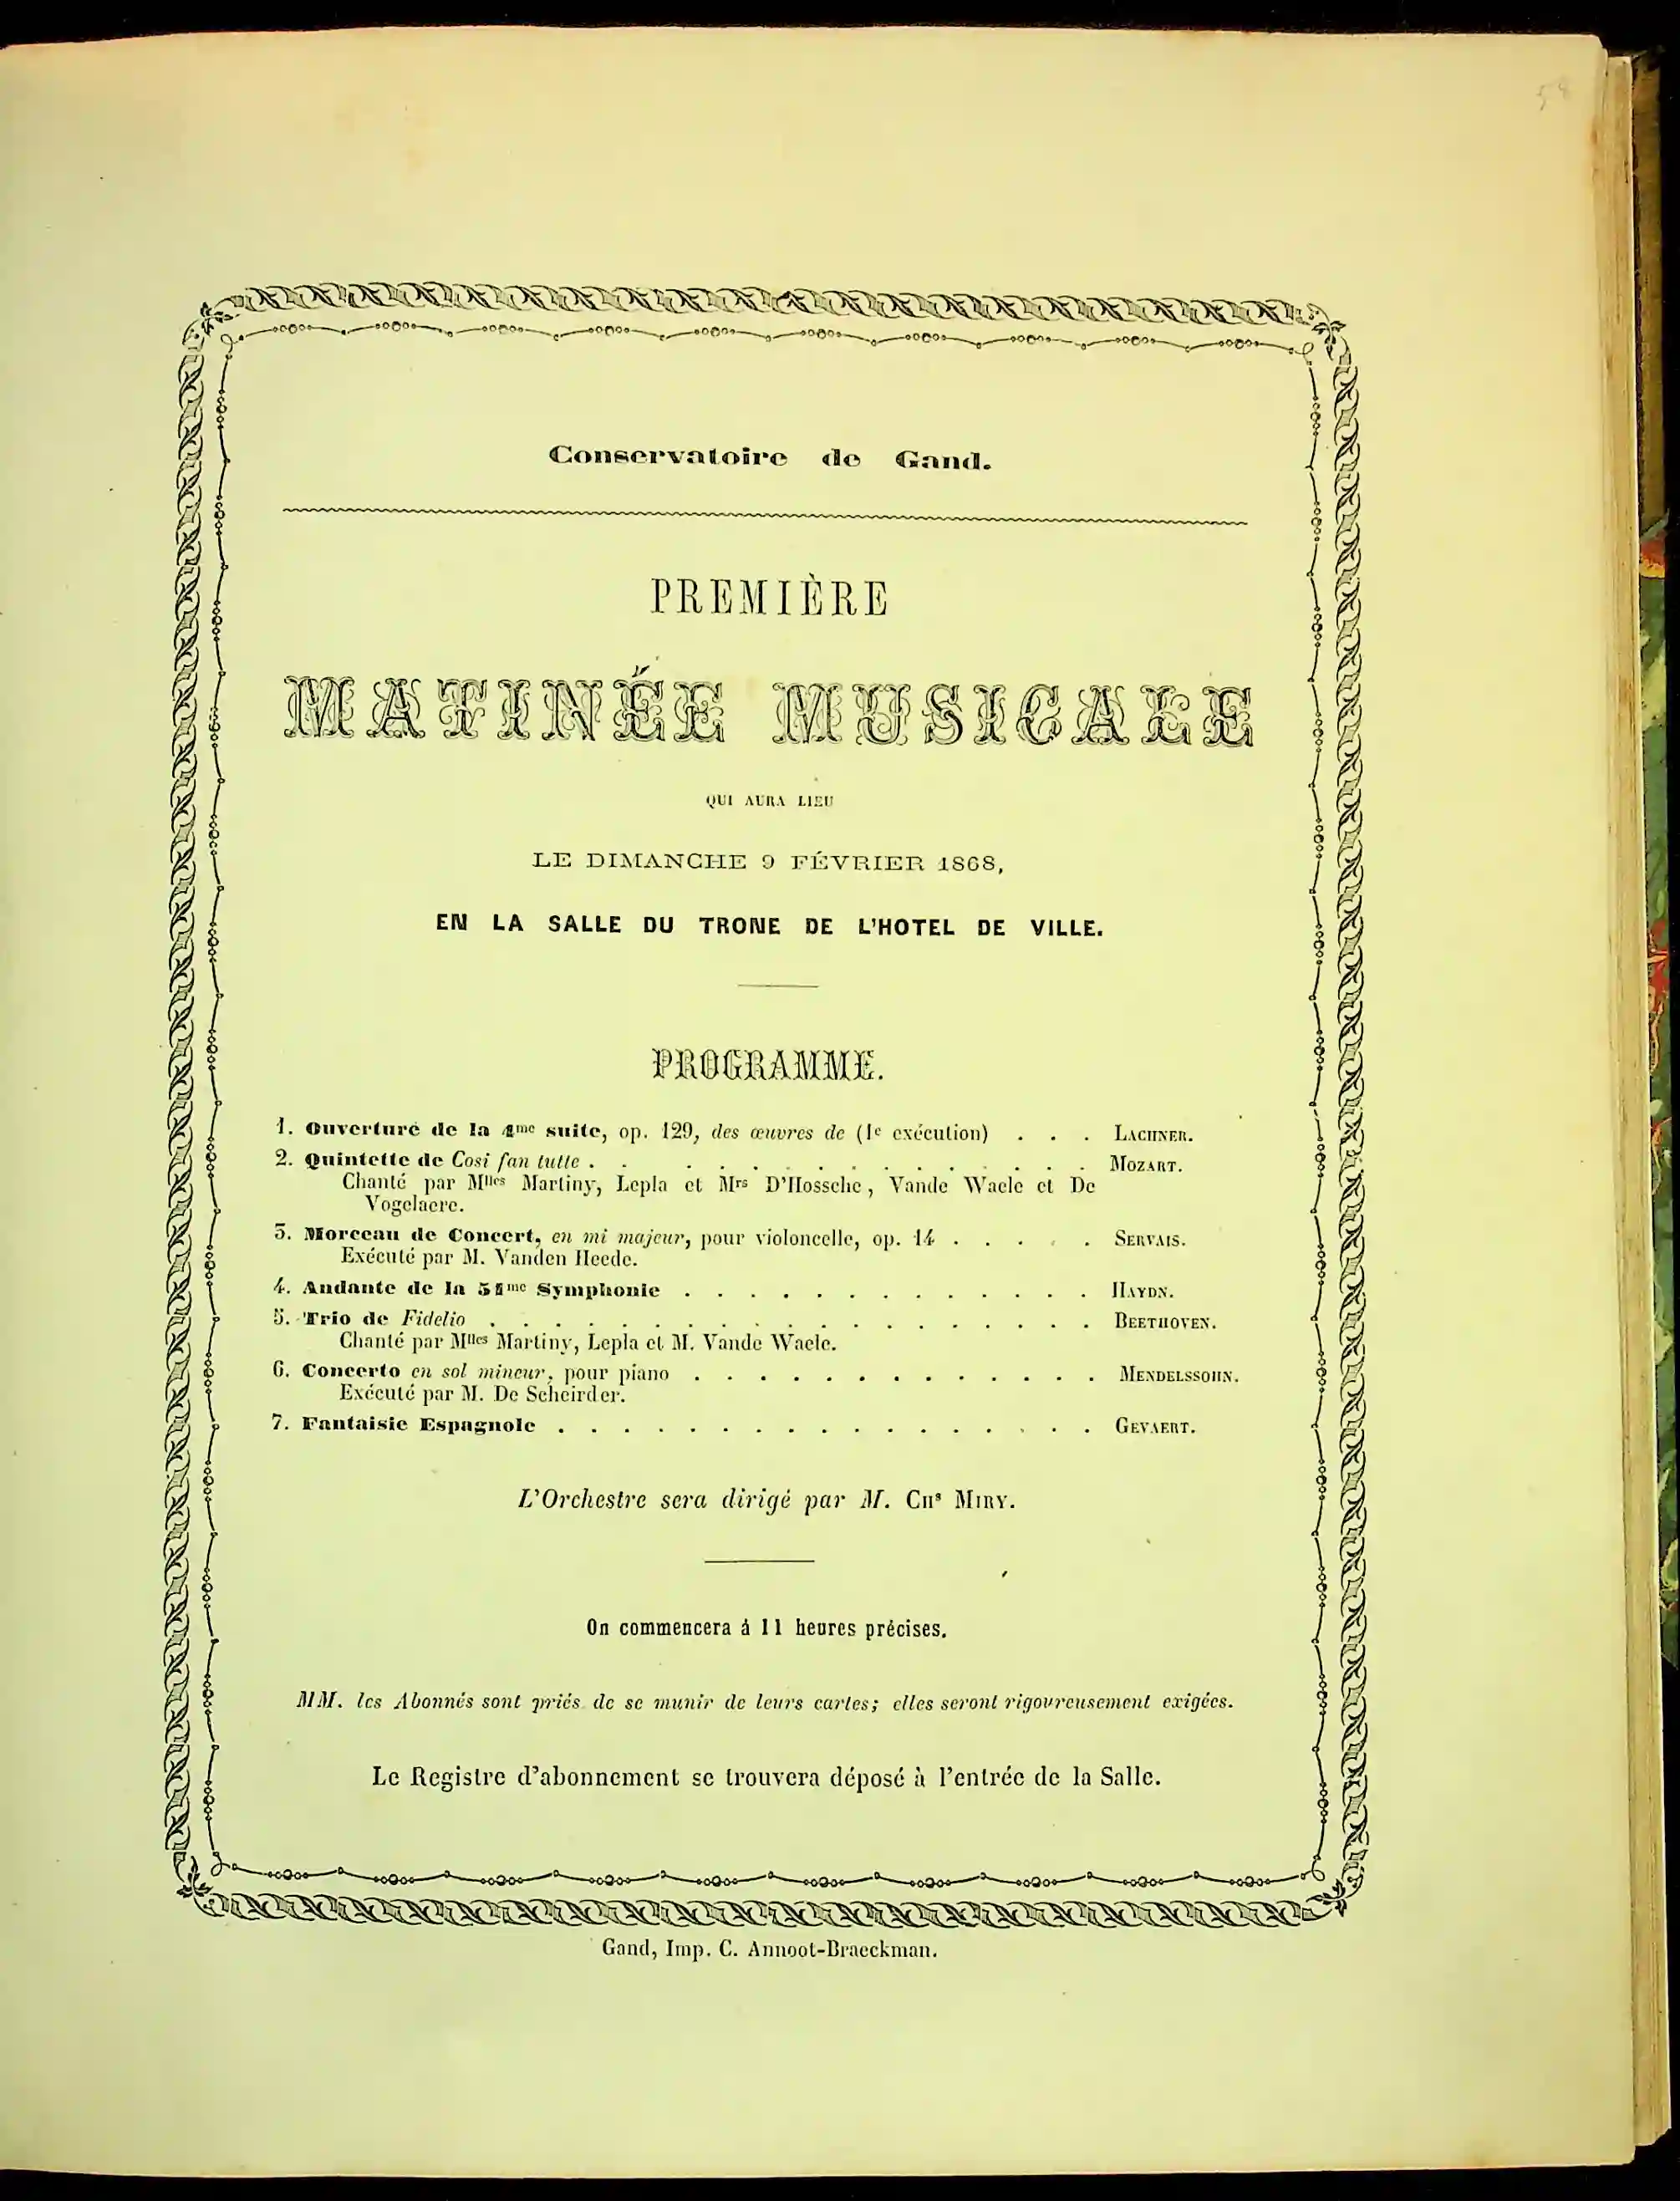 58
Conservatoire de Gand.
PREMIÈRE
MATINÉE MUSICALE
QUI AURA LIEU
LE DIMANCHE 9 FÉVRIER 1868,
EN LA SALLE DU TRONE DE L'HOTEL DE VILLE.
PROGRAMME.
1. Ouverture de la 4me suite, op. 129, des œuvres de (1e exécution) . . . LACHNER.
2. Quintette de Cosi fan tutte . . . . . . . . . . . . . . . MOZART.
Chanté par Mlles Martiny, Lepla et Mrs D'Hossche, Vande Waele et De
Vogelaere.
3. Morceau de Concert, en mi majeur, pour violoncelle, op. 14 . . . . . SERVAIS.
Exécuté par M. Vanden Heede.
4. Andante de la Symphonie . . . . . . . . . . . . . HAYDN.
5. Trio de Fidelio . . . . . . . . . . . . . . . . . . . BEETHOVEN.
Chanté par Mlles Martiny, Lepla et M. Vande Waele.
6. Concerto en sol mineur, pour piano . . . . . . . . . . . . . MENDELSSOHN.
Exécuté par M. De Scheirder.
7. Fantaisie Espagnole . . . . . . . . . . . . . . . . . GEVAERT.
L'Orchestre sera dirigé par M. CHs MIRY.
On commencera à 11 heures précises.
MM. les Abonnés sont priés de se munir de leurs cartes; elles seront rigoureusement exigées.
Le Registre d'abonnement se trouvera déposé à l'entrée de la Salle.
Gand, Imp. C. Annoot-Braeckman.